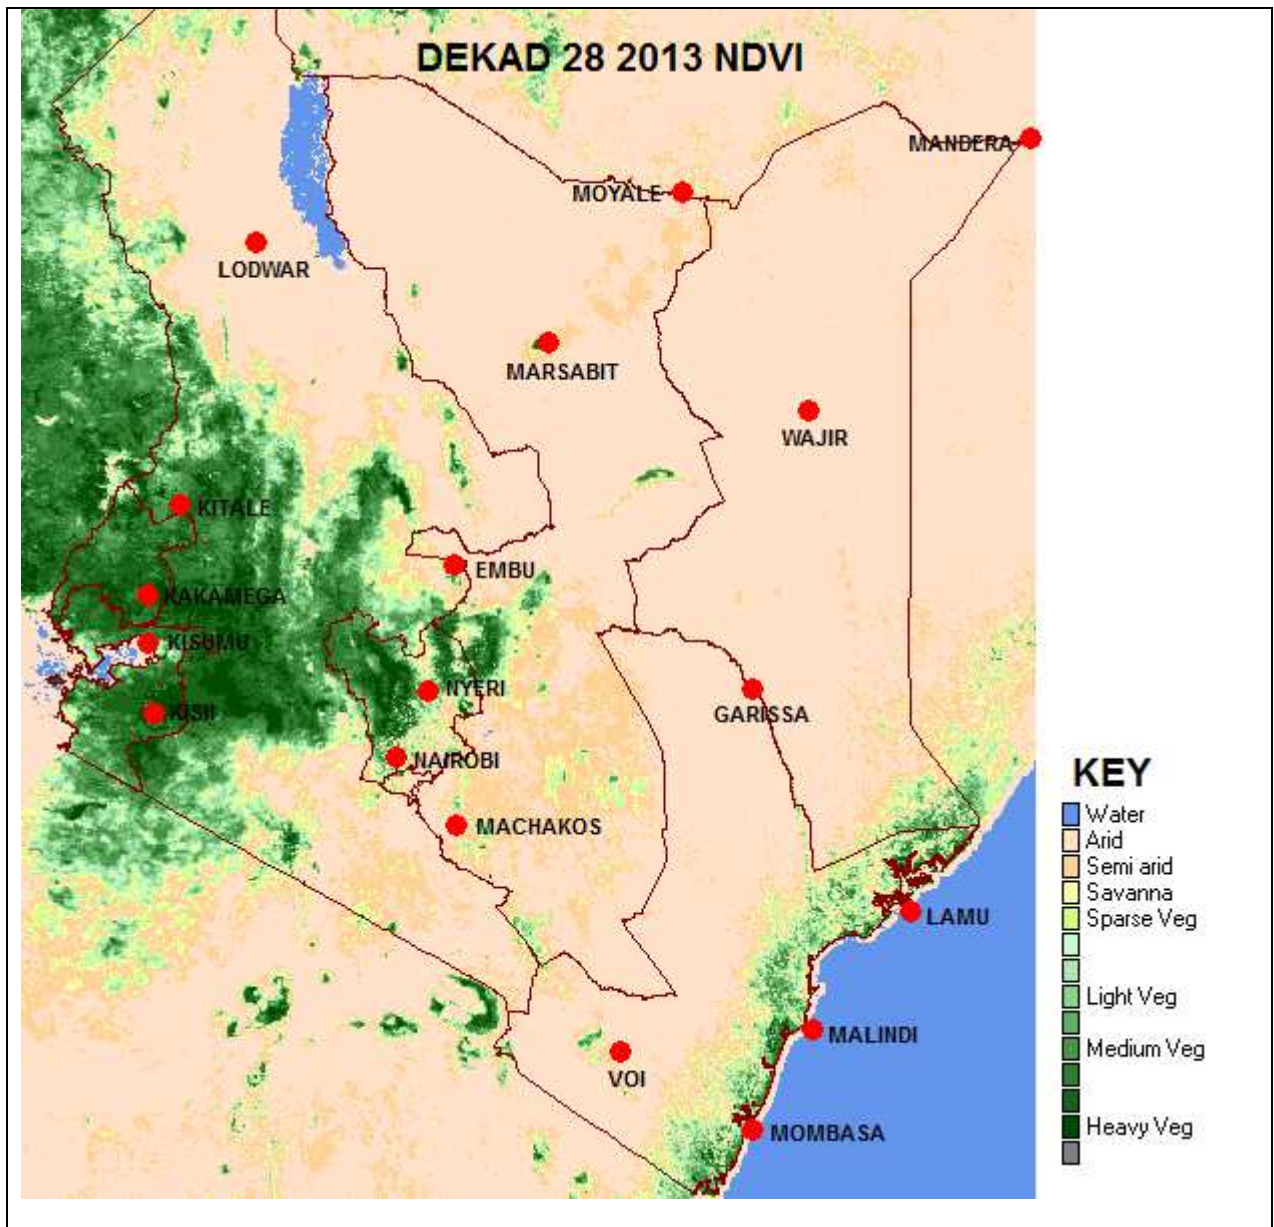 DEKAD 28 2013 NDVI
MANDERA
MOYALE
LODWAR
MARSABIT
WAJIR
KITALE
EMBU
KAKAMEGA
KISUMU
NYERI
KISII
GARISSA
NAIROBI
MACHAKOS
LAMU
MALINDI
VOI
MOMBASA
KEY
Water
Arid
Semi arid
Savanna
Sparse Veg
Light Veg
Medium Veg
Heavy Veg